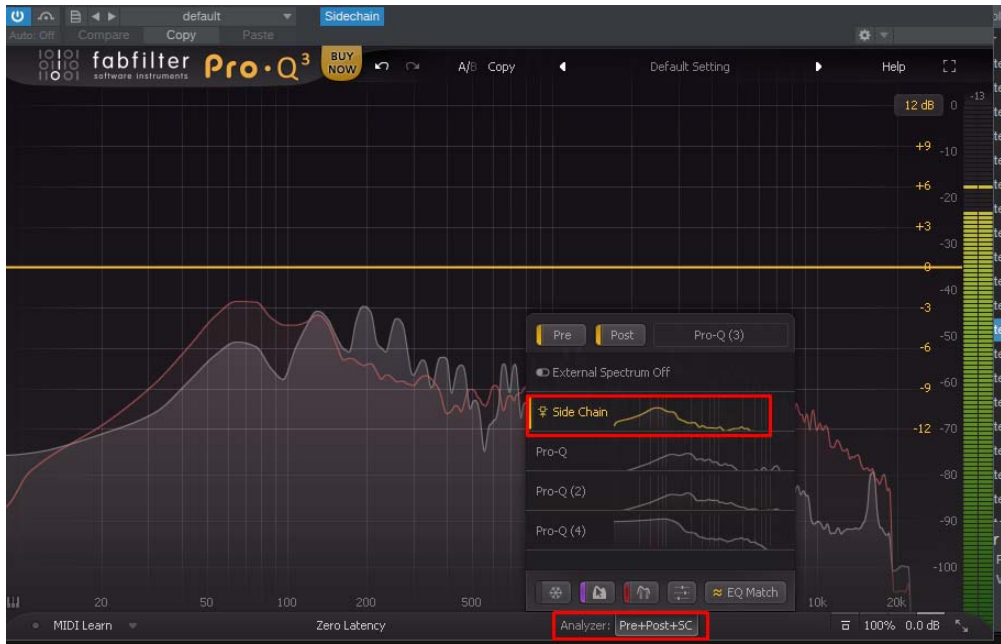 default Sidechain
Auto: Off Compare Copy Paste
fabfilter Pro·Q³ BUY NOW A/B Copy Default Setting Help
software instruments
-13
12 dB 0
+9 -10
+6 -20
+3 -30
0
-40
-3
-50
-6
-9 -60
-12 -70
-80
-90
-100
Pre Post Pro-Q (3)
External Spectrum Off
Side Chain
Pro-Q
Pro-Q (2)
Pro-Q (4)
EQ Match
20 50 100 200 500 10k 20k
MIDI Learn Zero Latency Analyzer: Pre+Post+SC 100% 0.0 dB